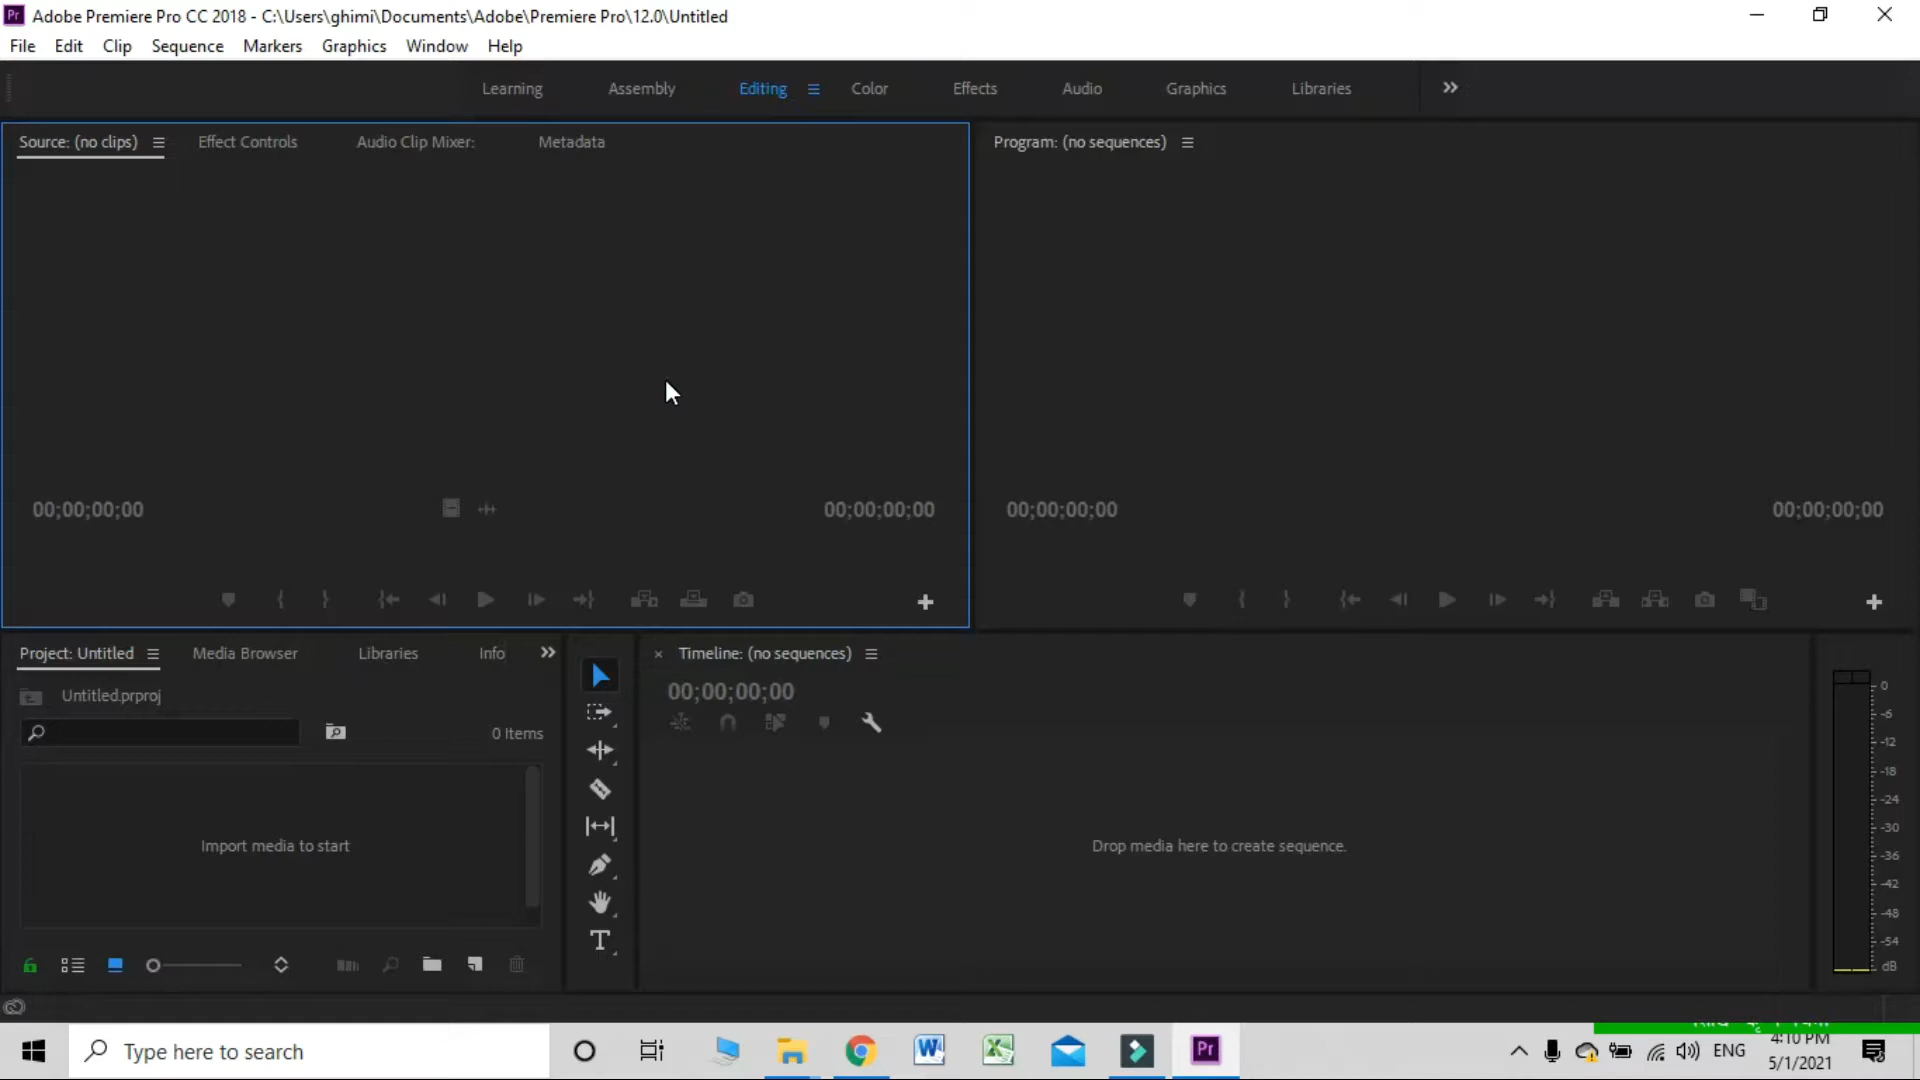 Adobe Premiere Pro CC 2018 - C:\Users\ghimi\Documents\Adobe\Premiere Pro\12.0\Untitled
File Edit Clip Sequence Markers Graphics Window Help
Learning Assembly Editing Color Effects Audio Graphics Libraries
Source: (no clips) Effect Controls Audio Clip Mixer: Metadata
Program: (no sequences)
00;00;00;00 00;00;00;00
00;00;00;00 00;00;00;00
Project: Untitled Media Browser Libraries Info
Untitled.prproj
0 Items
Import media to start
Timeline: (no sequences)
00;00;00;00
Drop media here to create sequence.
0
-6
-12
-18
-24
-30
-36
-42
-48
-54
dB
Type here to search
ENG
4:10 PM
5/1/2021